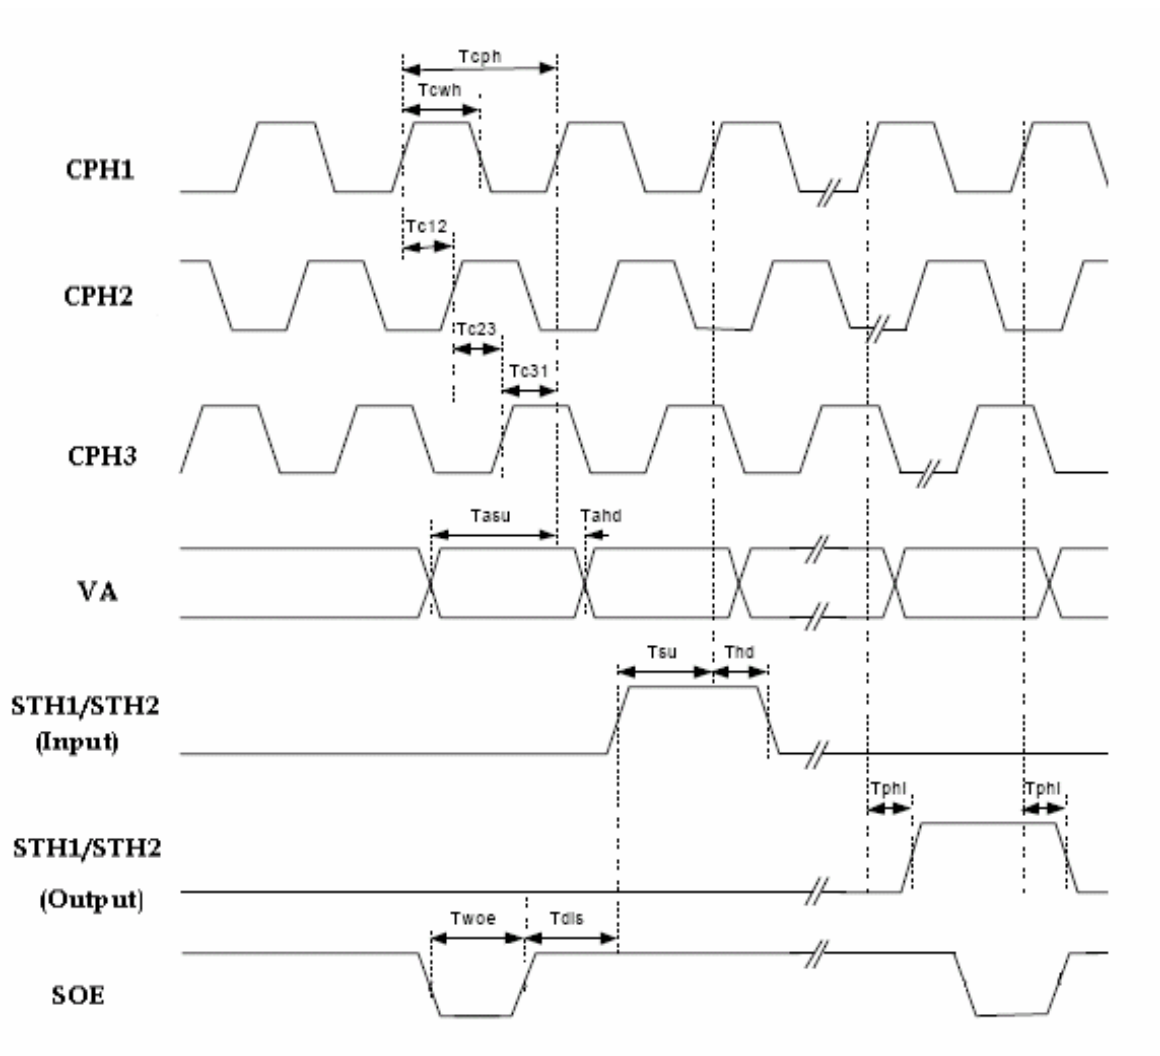 Tcph
Tcwh
CPH1
Tc12
CPH2
Tc23
Tc31
CPH3
Tasu
Tahd
VA
Tsu
Thd
STH1/STH2
(Input)
Tphl
Tphl
STH1/STH2
(Output)
Twoe
Tdis
SOE